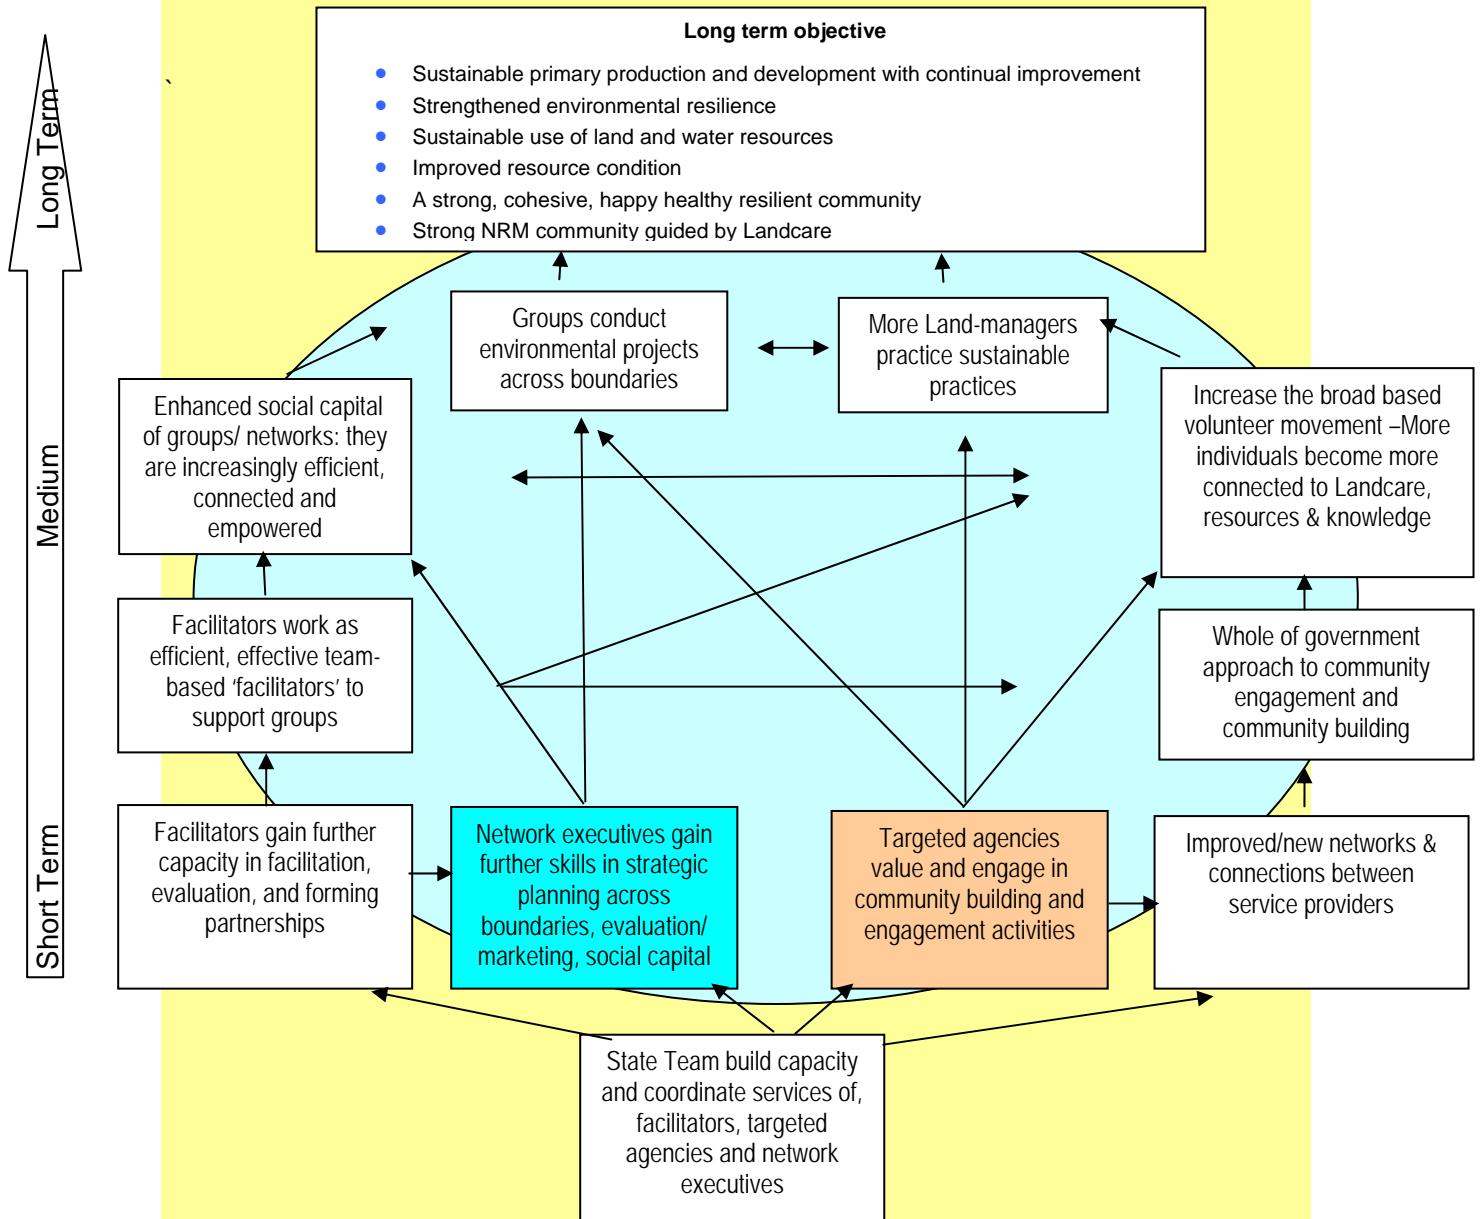 Long term objective
• Sustainable primary production and development with continual improvement
• Strengthened environmental resilience
• Sustainable use of land and water resources
• Improved resource condition
• A strong, cohesive, happy healthy resilient community
• Strong NRM community guided by Landcare
`
Long Term
Medium
Short Term
Groups conduct
environmental projects
across boundaries
More Land-managers
practice sustainable
practices
Enhanced social capital
of groups/ networks: they
are increasingly efficient,
connected and
empowered
Increase the broad based
volunteer movement –More
individuals become more
connected to Landcare,
resources & knowledge
Facilitators work as
efficient, effective team-
based ‘facilitators’ to
support groups
Whole of government
approach to community
engagement and
community building
Facilitators gain further
capacity in facilitation,
evaluation, and forming
partnerships
Network executives gain
further skills in strategic
planning across
boundaries, evaluation/
marketing, social capital
Targeted agencies
value and engage in
community building and
engagement activities
Improved/new networks &
connections between
service providers
State Team build capacity
and coordinate services of,
facilitators, targeted
agencies and network
executives